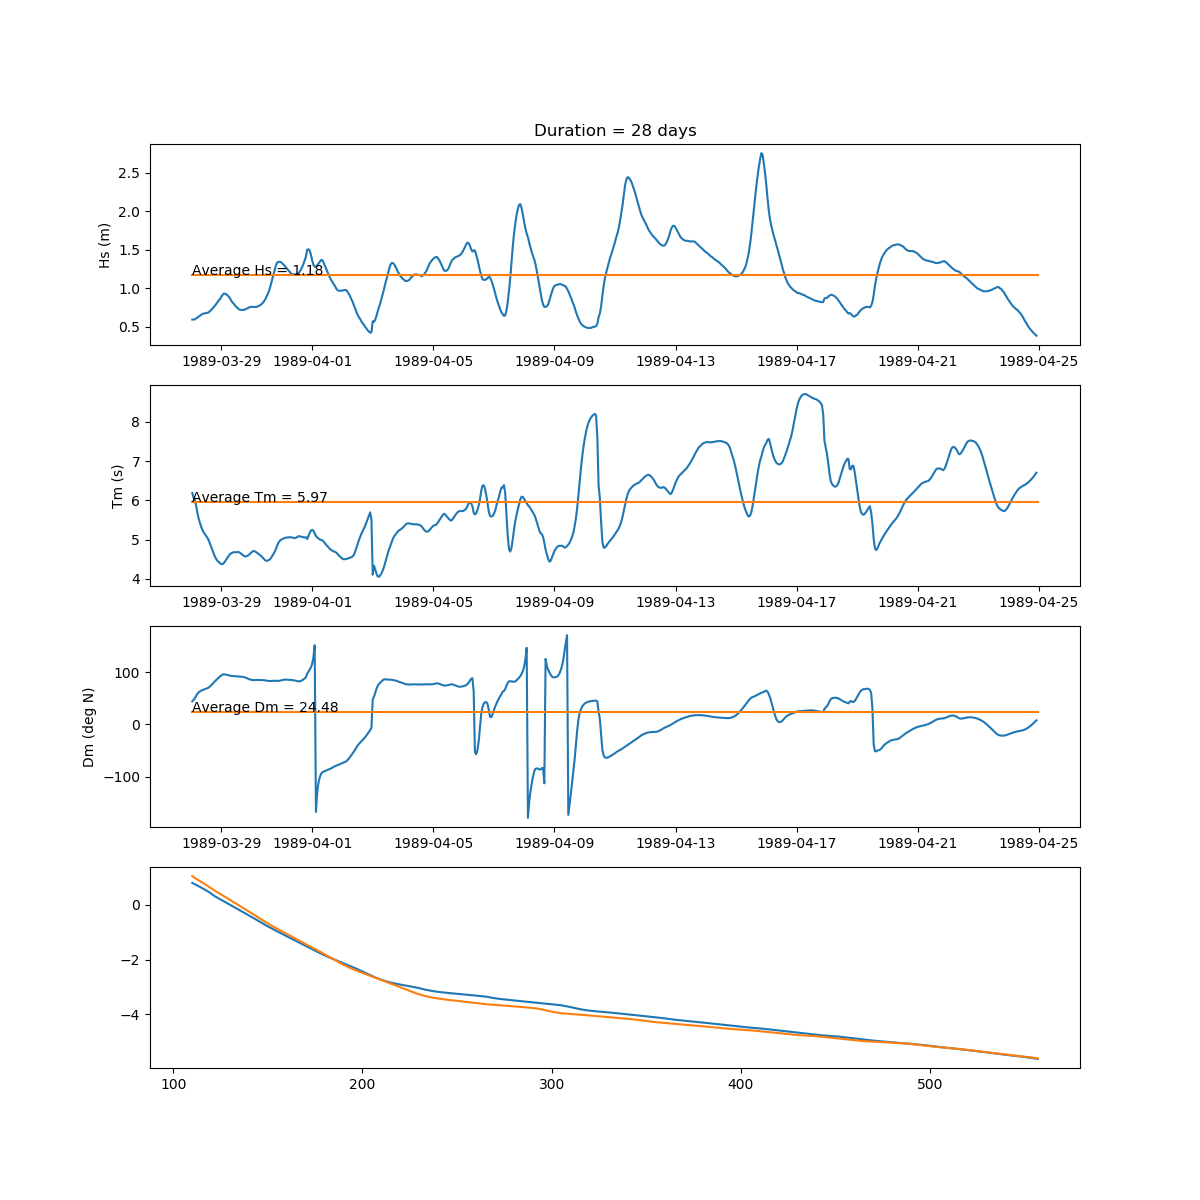 Duration = 28 days
Hs (m)
2.5
2.0
1.5
1.0
0.5
Average Hs = 1.18
1989-03-29 1989-04-01 1989-04-05 1989-04-09 1989-04-13 1989-04-17 1989-04-21 1989-04-25
Tm (s)
8
7
6
5
4
Average Tm = 5.97
1989-03-29 1989-04-01 1989-04-05 1989-04-09 1989-04-13 1989-04-17 1989-04-21 1989-04-25
Dm (deg N)
100
0
−100
Average Dm = 24.48
1989-03-29 1989-04-01 1989-04-05 1989-04-09 1989-04-13 1989-04-17 1989-04-21 1989-04-25
0
−2
−4
100 200 300 400 500